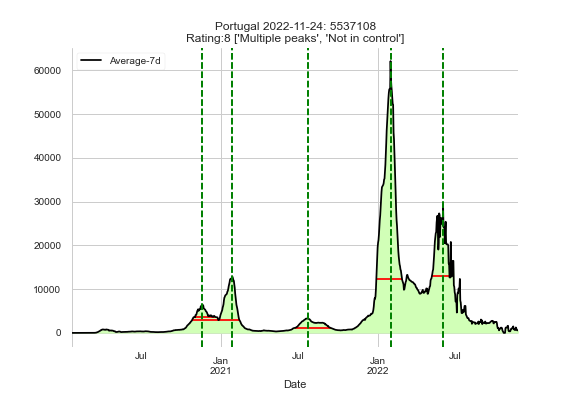 Portugal 2022-11-24: 5537108
Rating:8 ['Multiple peaks', 'Not in control']
Average-7d
60000
50000
40000
30000
20000
10000
0
Jul
Jan
2021
Jul
Jan
2022
Jul
Date